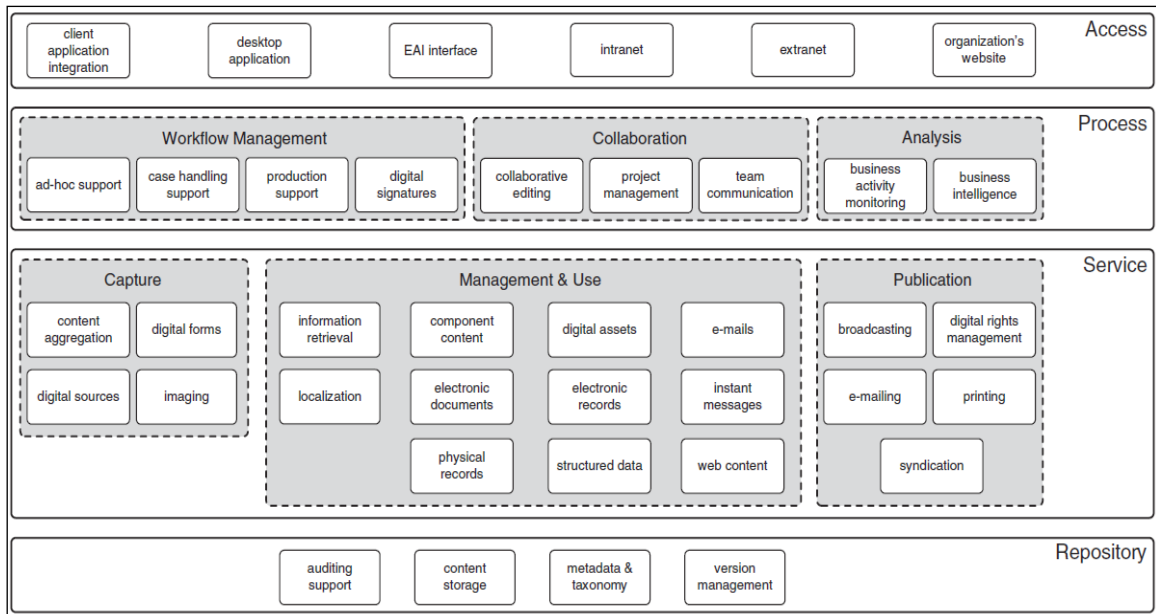 Access
client
application
integration
desktop
application
EAI interface
intranet
extranet
organization's
website
Process
Workflow Management
ad-hoc support
case handling
support
production
support
digital
signatures
Collaboration
collaborative
editing
project
management
team
communication
Analysis
business
activity
monitoring
business
intelligence
Service
Capture
content
aggregation
digital forms
digital sources
imaging
Management & Use
information
retrieval
component
content
digital assets
e-mails
localization
electronic
documents
electronic
records
instant
messages
physical
records
structured data
web content
Publication
broadcasting
digital rights
management
e-mailing
printing
syndication
Repository
auditing
support
content
storage
metadata &
taxonomy
version
management